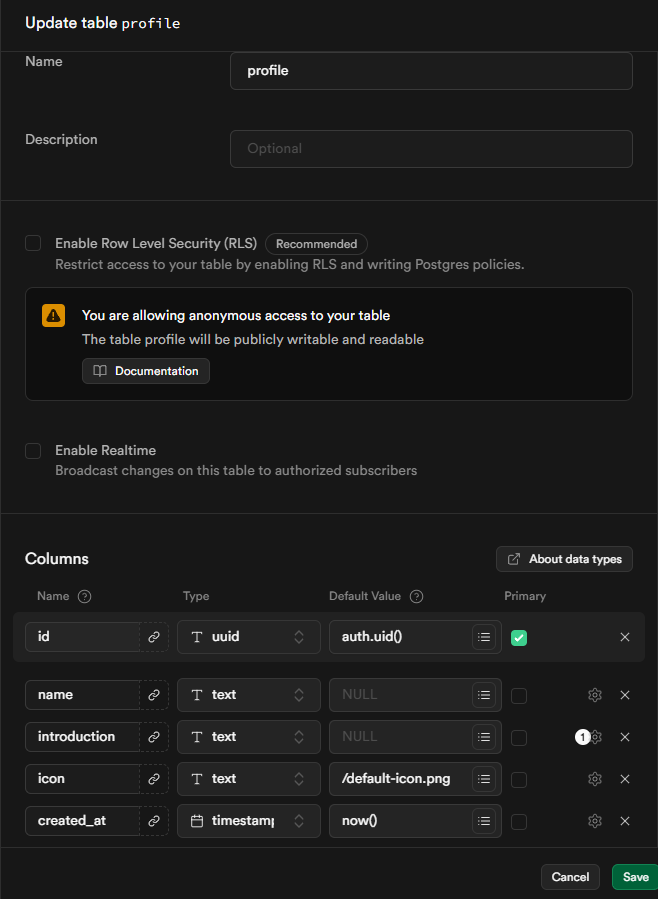 Update table profile
Name
profile
Description
Optional
Enable Row Level Security (RLS) Recommended
Restrict access to your table by enabling RLS and writing Postgres policies.
You are allowing anonymous access to your table
The table profile will be publicly writable and readable
Documentation
Enable Realtime
Broadcast changes on this table to authorized subscribers
Columns About data types
Name Type Default Value Primary
id T uuid auth.uid()
name T text NULL
introduction T text NULL 1
icon T text /default-icon.png
created_at timestamp now()
Cancel Save